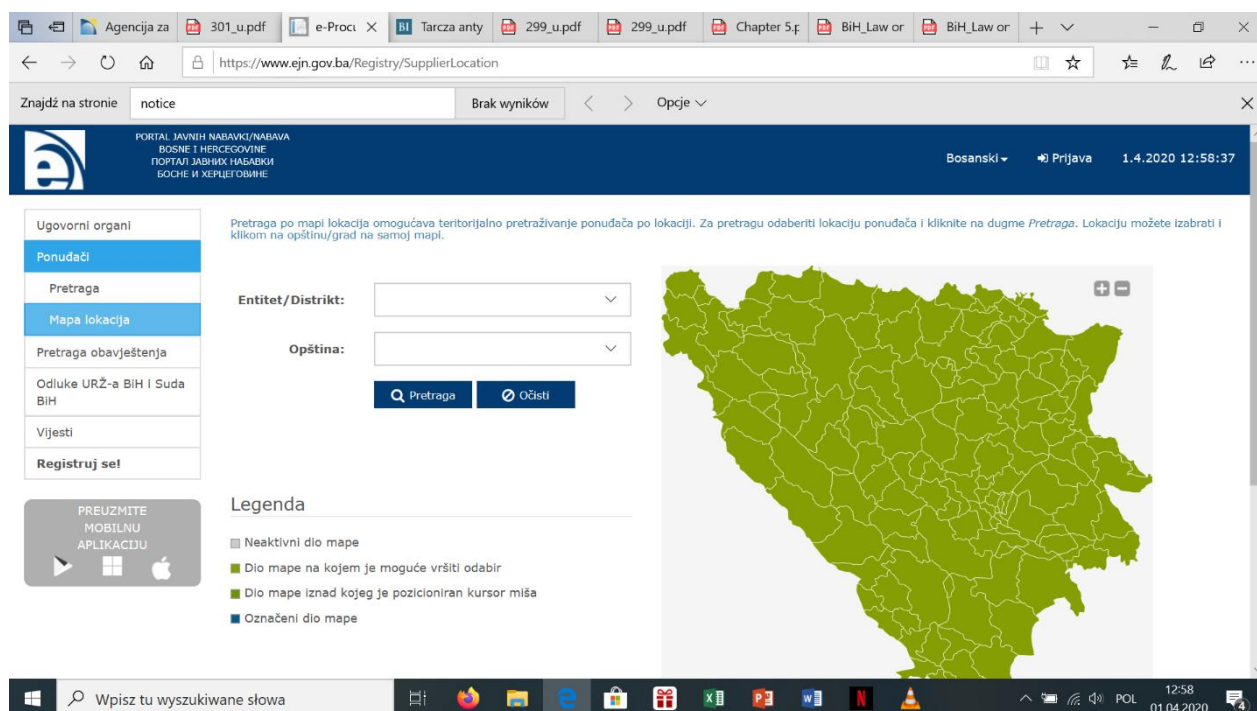 Agencija za
301_u.pdf
e-Procu
BI Tarcza anty
299_u.pdf
299_u.pdf
Chapter 5.p
BiH_Law or
BiH_Law or
https://www.ejn.gov.ba/Registry/SupplierLocation
Znajdź na stronie
notice
Brak wyników
Opcje
PORTAL JAVNIH NABAVKI/NABAVA
BOSNE I HERCEGOVINE
ПОРТАЛ ЈАВНИХ НАБАВКИ
БОСНЕ И ХЕРЦЕГОВИНЕ
Bosanski
Prijava
1.4.2020 12:58:37
Ugovorni organi
Ponuđači
Pretraga
Mapa lokacija
Pretraga obavještenja
Odluke URŽ-a BiH i Suda
BiH
Vijesti
Registruj se!
PREUZMITE
MOBILNU
APLIKACIJU
Pretraga po mapi lokacija omogućava teritorijalno pretraživanje ponuđača po lokaciji. Za pretragu odaberiti lokaciju ponuđača i kliknite na dugme Pretraga. Lokaciju možete izabrati i
klikom na opštinu/grad na samoj mapi.
Entitet/Distrikt:
Opština:
Pretraga
Očisti
Legenda
Neaktivni dio mape
Dio mape na kojem je moguće vršiti odabir
Dio mape iznad kojeg je pozicioniran kursor miša
Označeni dio mape
Wpisz tu wyszukiwane słowa
POL
12:58
01.04.2020
4